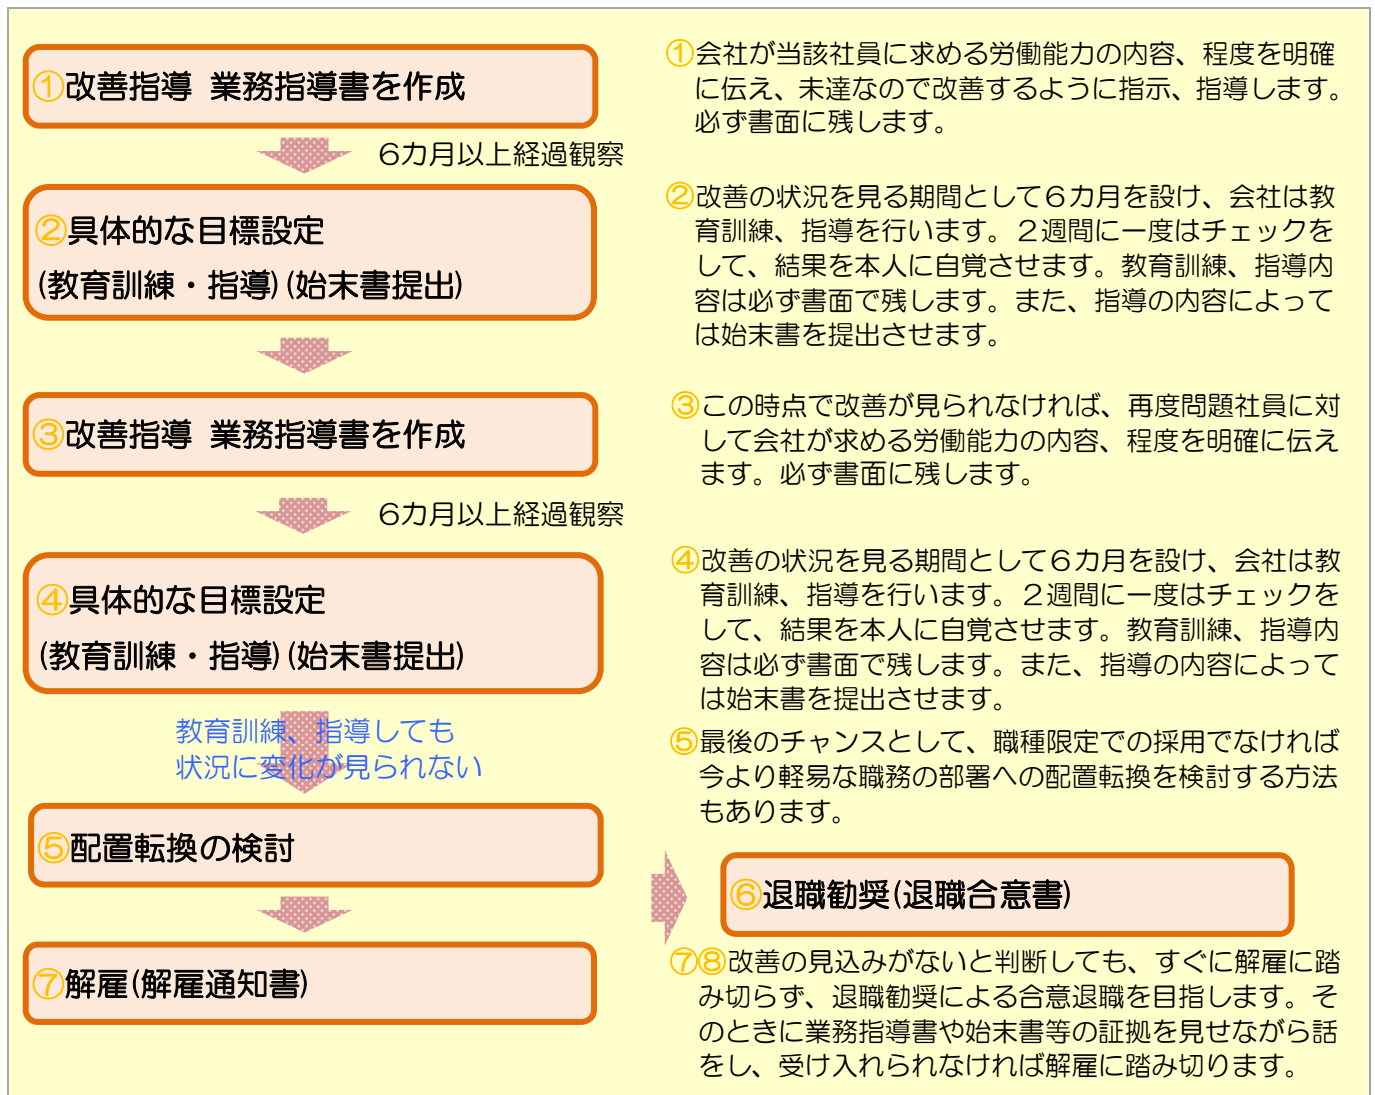 ①改善指導 業務指導書を作成
6カ月以上経過観察
②具体的な目標設定
(教育訓練・指導)(始末書提出)
③改善指導 業務指導書を作成
6カ月以上経過観察
④具体的な目標設定
(教育訓練・指導)(始末書提出)
教育訓練、指導しても
状況に変化が見られない
⑤配置転換の検討
⑦解雇(解雇通知書)
①会社が当該社員に求める労働能力の内容、程度を明確
に伝え、未達なので改善するように指示、指導します。
必ず書面に残します。
②改善の状況を見る期間として6カ月を設け、会社は教
育訓練、指導を行います。2週間に一度はチェックを
して、結果を本人に自覚させます。教育訓練、指導内
容は必ず書面で残します。また、指導の内容によって
は始末書を提出させます。
③この時点で改善が見られなければ、再度問題社員に対
して会社が求める労働能力の内容、程度を明確に伝え
ます。必ず書面に残します。
④改善の状況を見る期間として6カ月を設け、会社は教
育訓練、指導を行います。2週間に一度はチェックを
して、結果を本人に自覚させます。教育訓練、指導内
容は必ず書面で残します。また、指導の内容によって
は始末書を提出させます。
⑤最後のチャンスとして、職種限定での採用でなければ
今より軽易な職務の部署への配置転換を検討する方法
もあります。
⑥退職勧奨(退職合意書)
⑦⑧改善の見込みがないと判断しても、すぐに解雇に踏
み切らず、退職勧奨による合意退職を目指します。そ
のときに業務指導書や始末書等の証拠を見せながら話
をし、受け入れられなければ解雇に踏み切ります。